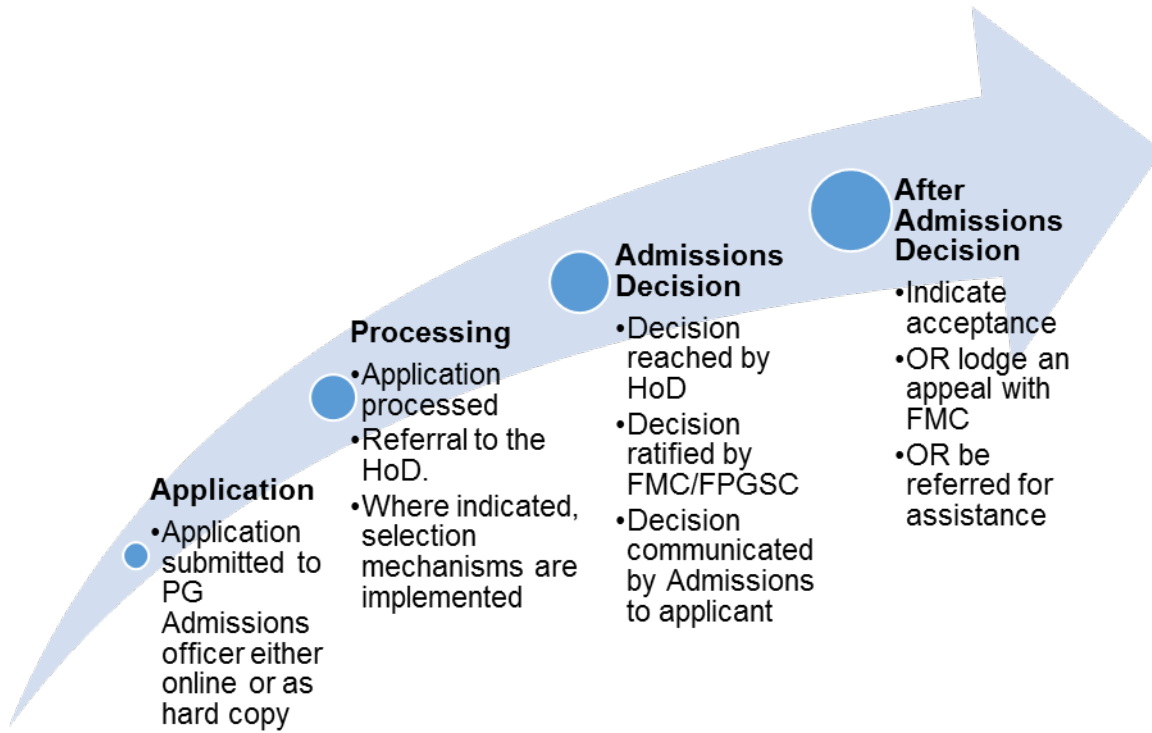 Application
•Application
submitted to
PG
Admissions
officer either
online or as
hard copy
Processing
•Application
processed
•Referral to the
HoD.
•Where indicated,
selection
mechanisms are
implemented
Admissions
Decision
•Decision
reached by
HoD
•Decision
ratified by
FMC/FPGSC
•Decision
communicated
by Admissions
to applicant
After
Admissions
Decision
•Indicate
acceptance
•OR lodge an
appeal with
FMC
•OR be
referred for
assistance